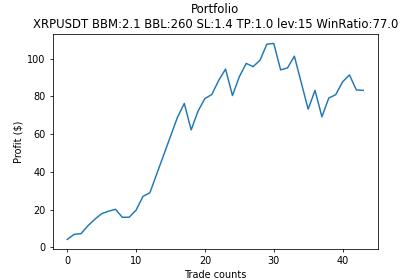 Portfolio
XRPUSDT BBM:2.1 BBL:260 SL:1.4 TP:1.0 lev:15 WinRatio:77.0
100
80
60
40
20
0
Profit ($)
0 10 20 30 40
Trade counts